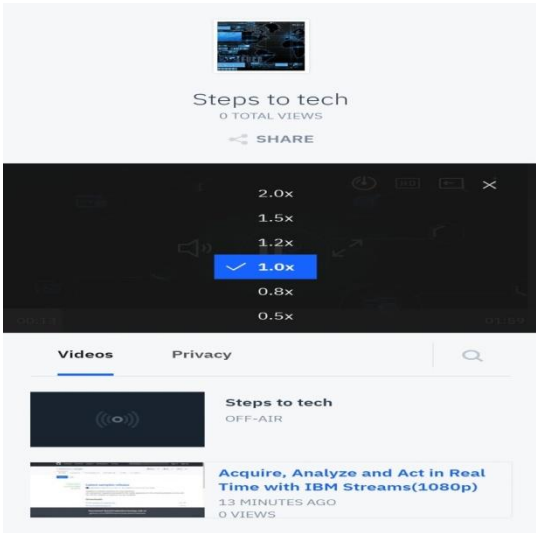 Steps to tech
0 TOTAL VIEWS
SHARE
2.0x
1.5x
1.2x
1.0x
0.8x
0.5x
01:59
Videos
Privacy
Steps to tech
OFF-AIR
Acquire, Analyze and Act in Real
Time with IBM Streams(1080p)
13 MINUTES AGO
0 VIEWS